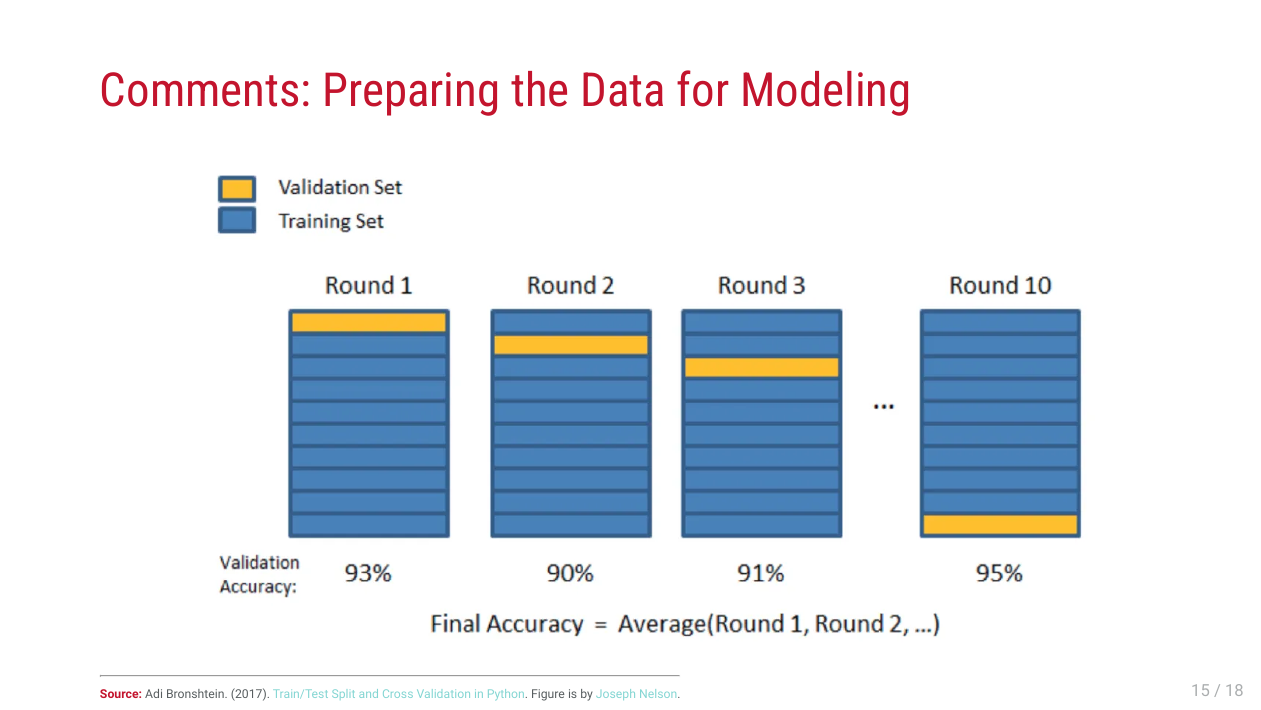 Comments: Preparing the Data for Modeling
Validation Set
Training Set
Round 1
Round 2
Round 3
Round 10
...
Validation
Accuracy:
93%
90%
91%
95%
Final Accuracy = Average(Round 1, Round 2, ...)
Source: Adi Bronshtein. (2017). Train/Test Split and Cross Validation in Python. Figure is by Joseph Nelson.
15 / 18